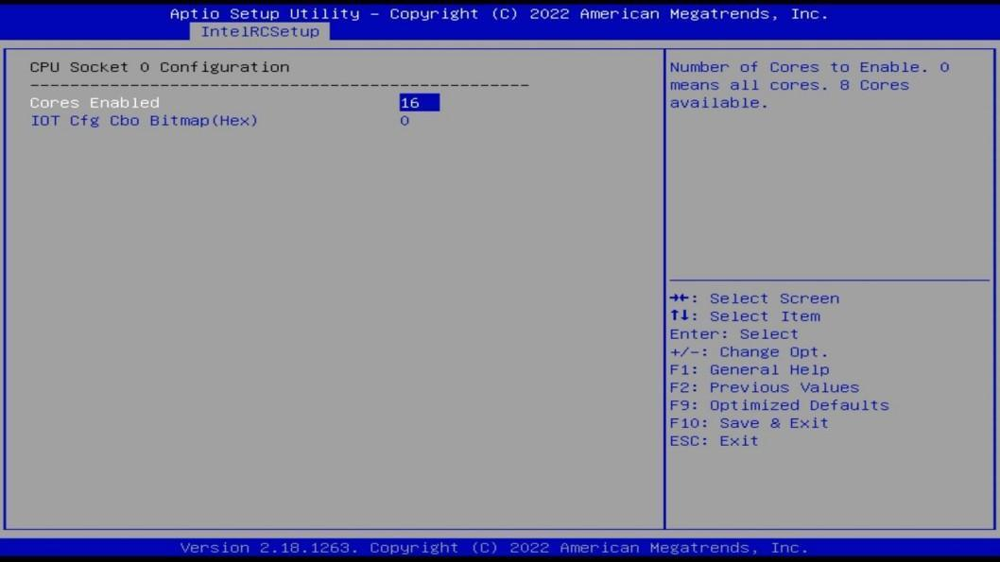 Aptio Setup Utility – Copyright (C) 2022 American Megatrends, Inc.
IntelRCSetup
CPU Socket 0 Configuration
--------------------------------------------------
Cores Enabled 16
IOT Cfg Cbo Bitmap(Hex) 0
Number of Cores to Enable. 0
means all cores. 8 Cores
available.
→←: Select Screen
↑↓: Select Item
Enter: Select
+/-: Change Opt.
F1: General Help
F2: Previous Values
F9: Optimized Defaults
F10: Save & Exit
ESC: Exit
Version 2.18.1263. Copyright (C) 2022 American Megatrends, Inc.